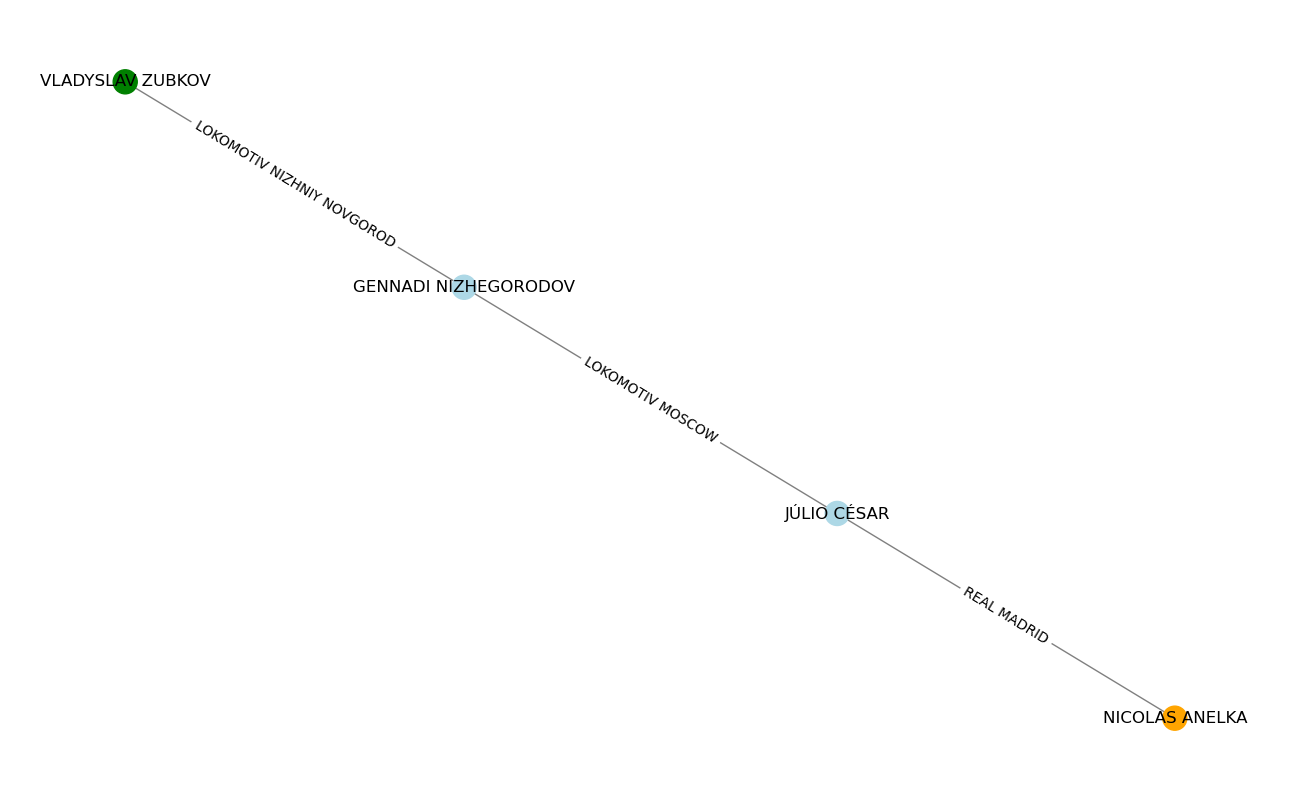 VLADYSLAV ZUBKOV
LOKOMOTIV NIZHNIY NOVGOROD
GENNADI NIZHEGORODOV
LOKOMOTIV MOSCOW
JÚLIO CÉSAR
REAL MADRID
NICOLAS ANELKA